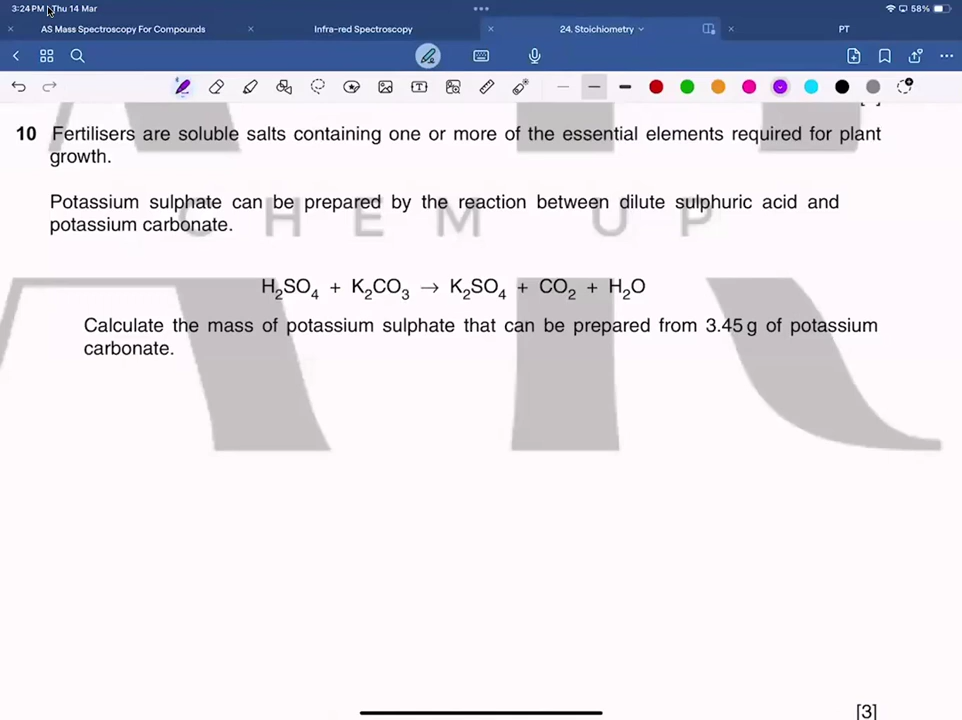 3:24 PM Thu 14 Mar
58%
AS Mass Spectroscopy For Compounds
Infra-red Spectroscopy
24. Stoichiometry
PT
10 Fertilisers are soluble salts containing one or more of the essential elements required for plant
growth.
Potassium sulphate can be prepared by the reaction between dilute sulphuric acid and
potassium carbonate.
CHEM UP
H₂SO₄ + K₂CO₃ → K₂SO₄ + CO₂ + H₂O
Calculate the mass of potassium sulphate that can be prepared from 3.45 g of potassium
carbonate.
[3]